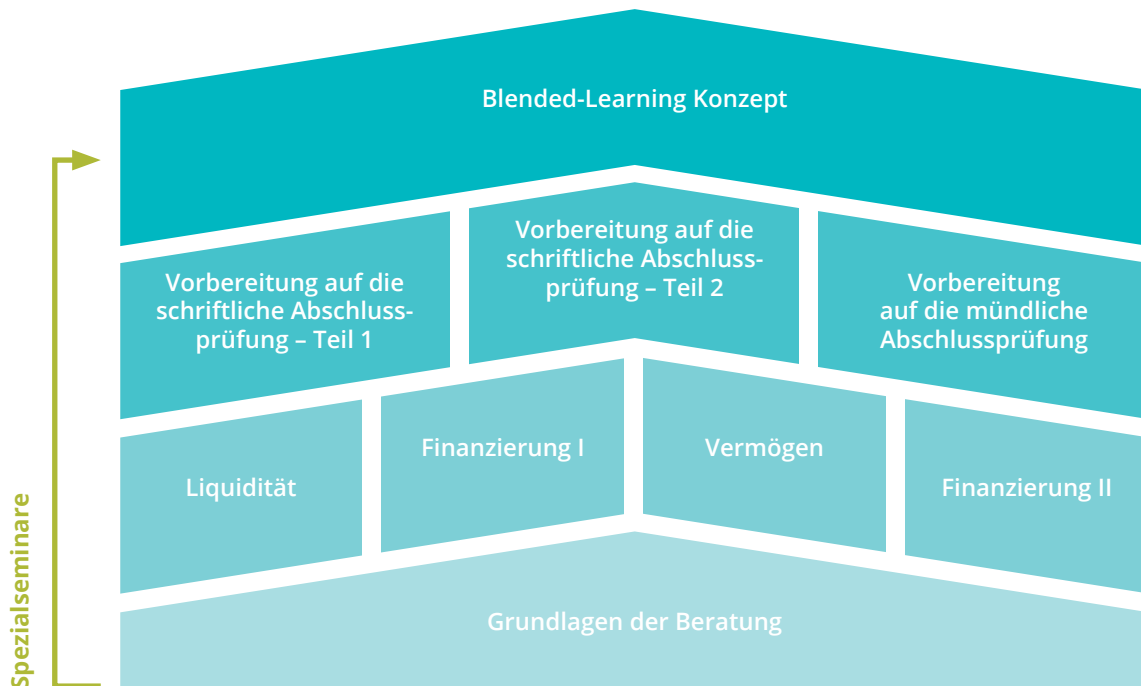 Blended-Learning Konzept
Vorbereitung auf die
schriftliche Abschluss-
prüfung – Teil 1
Vorbereitung auf die
schriftliche Abschluss-
prüfung – Teil 2
Vorbereitung
auf die mündliche
Abschlussprüfung
Liquidität
Finanzierung I
Vermögen
Finanzierung II
Grundlagen der Beratung
Spezialseminare